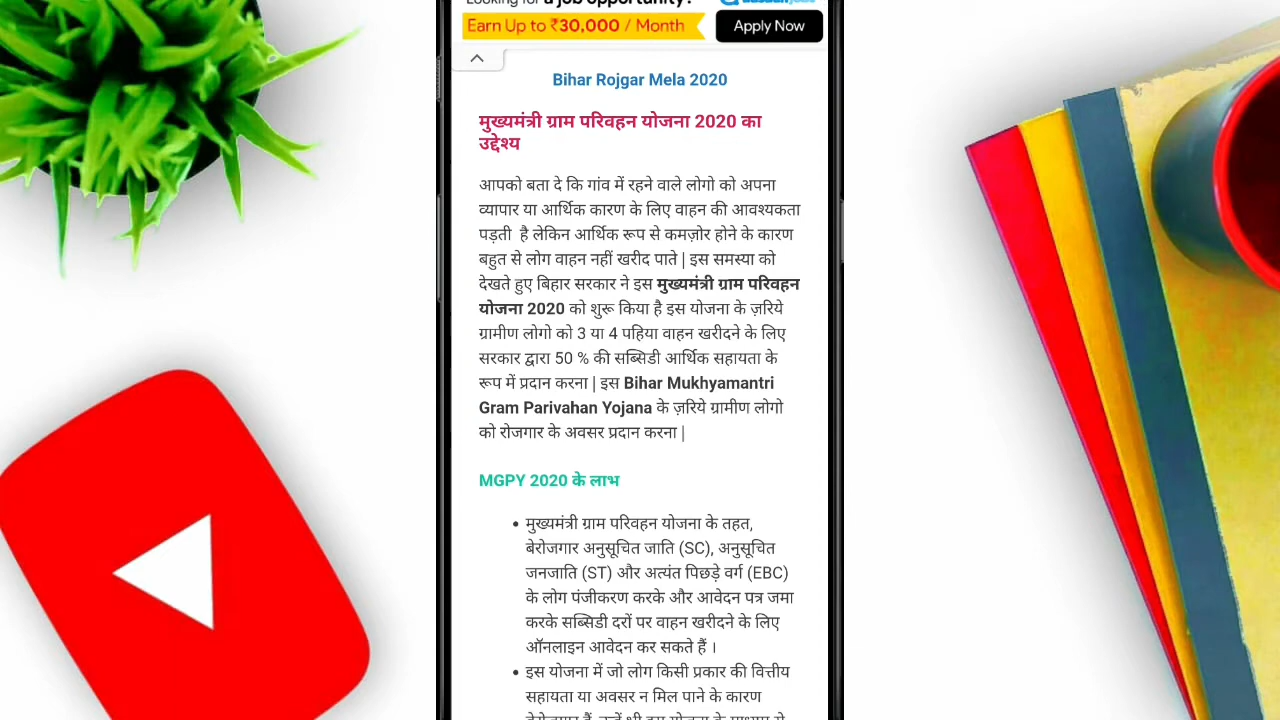 a job opportunity?
Earn Up to ₹30,000 / Month
Apply Now
Bihar Rojgar Mela 2020
मुख्यमंत्री ग्राम परिवहन योजना 2020 का
उद्देश्य
आपको बता दे कि गांव में रहने वाले लोगो को अपना
व्यापार या आर्थिक कारण के लिए वाहन की आवश्यकता
पड़ती है लेकिन आर्थिक रूप से कमज़ोर होने के कारण
बहुत से लोग वाहन नहीं खरीद पाते | इस समस्या को
देखते हुए बिहार सरकार ने इस मुख्यमंत्री ग्राम परिवहन
योजना 2020 को शुरू किया है इस योजना के ज़रिये
ग्रामीण लोगो को 3 या 4 पहिया वाहन खरीदने के लिए
सरकार द्वारा 50 % की सब्सिडी आर्थिक सहायता के
रूप में प्रदान करना | इस Bihar Mukhyamantri
Gram Parivahan Yojana के ज़रिये ग्रामीण लोगो
को रोजगार के अवसर प्रदान करना |
MGPY 2020 के लाभ
• मुख्यमंत्री ग्राम परिवहन योजना के तहत,
बेरोजगार अनुसूचित जाति (SC), अनुसूचित
जनजाति (ST) और अत्यंत पिछड़े वर्ग (EBC)
के लोग पंजीकरण करके और आवेदन पत्र जमा
करके सब्सिडी दरों पर वाहन खरीदने के लिए
ऑनलाइन आवेदन कर सकते हैं ।
• इस योजना में जो लोग किसी प्रकार की वित्तीय
सहायता या अवसर न मिल पाने के कारण